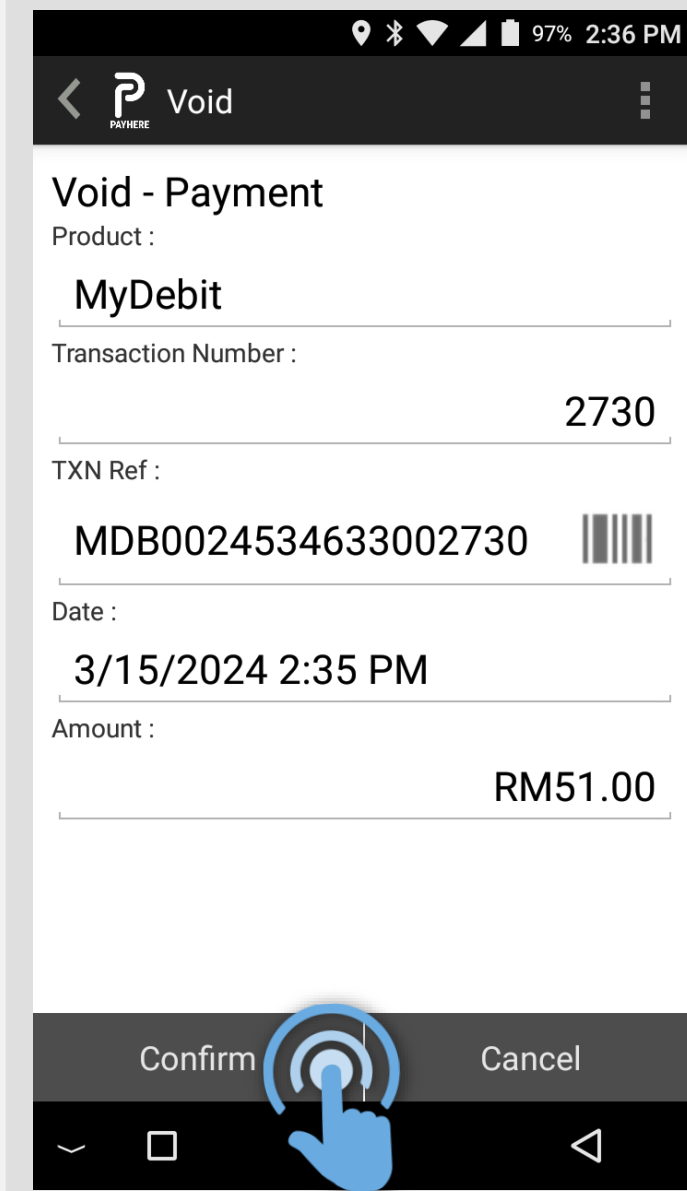 97% 2:36 PM
PAYHERE Void
Void - Payment
Product :
MyDebit
Transaction Number :
2730
TXN Ref :
MDB0024534633002730
Date :
3/15/2024 2:35 PM
Amount :
RM51.00
Confirm Cancel